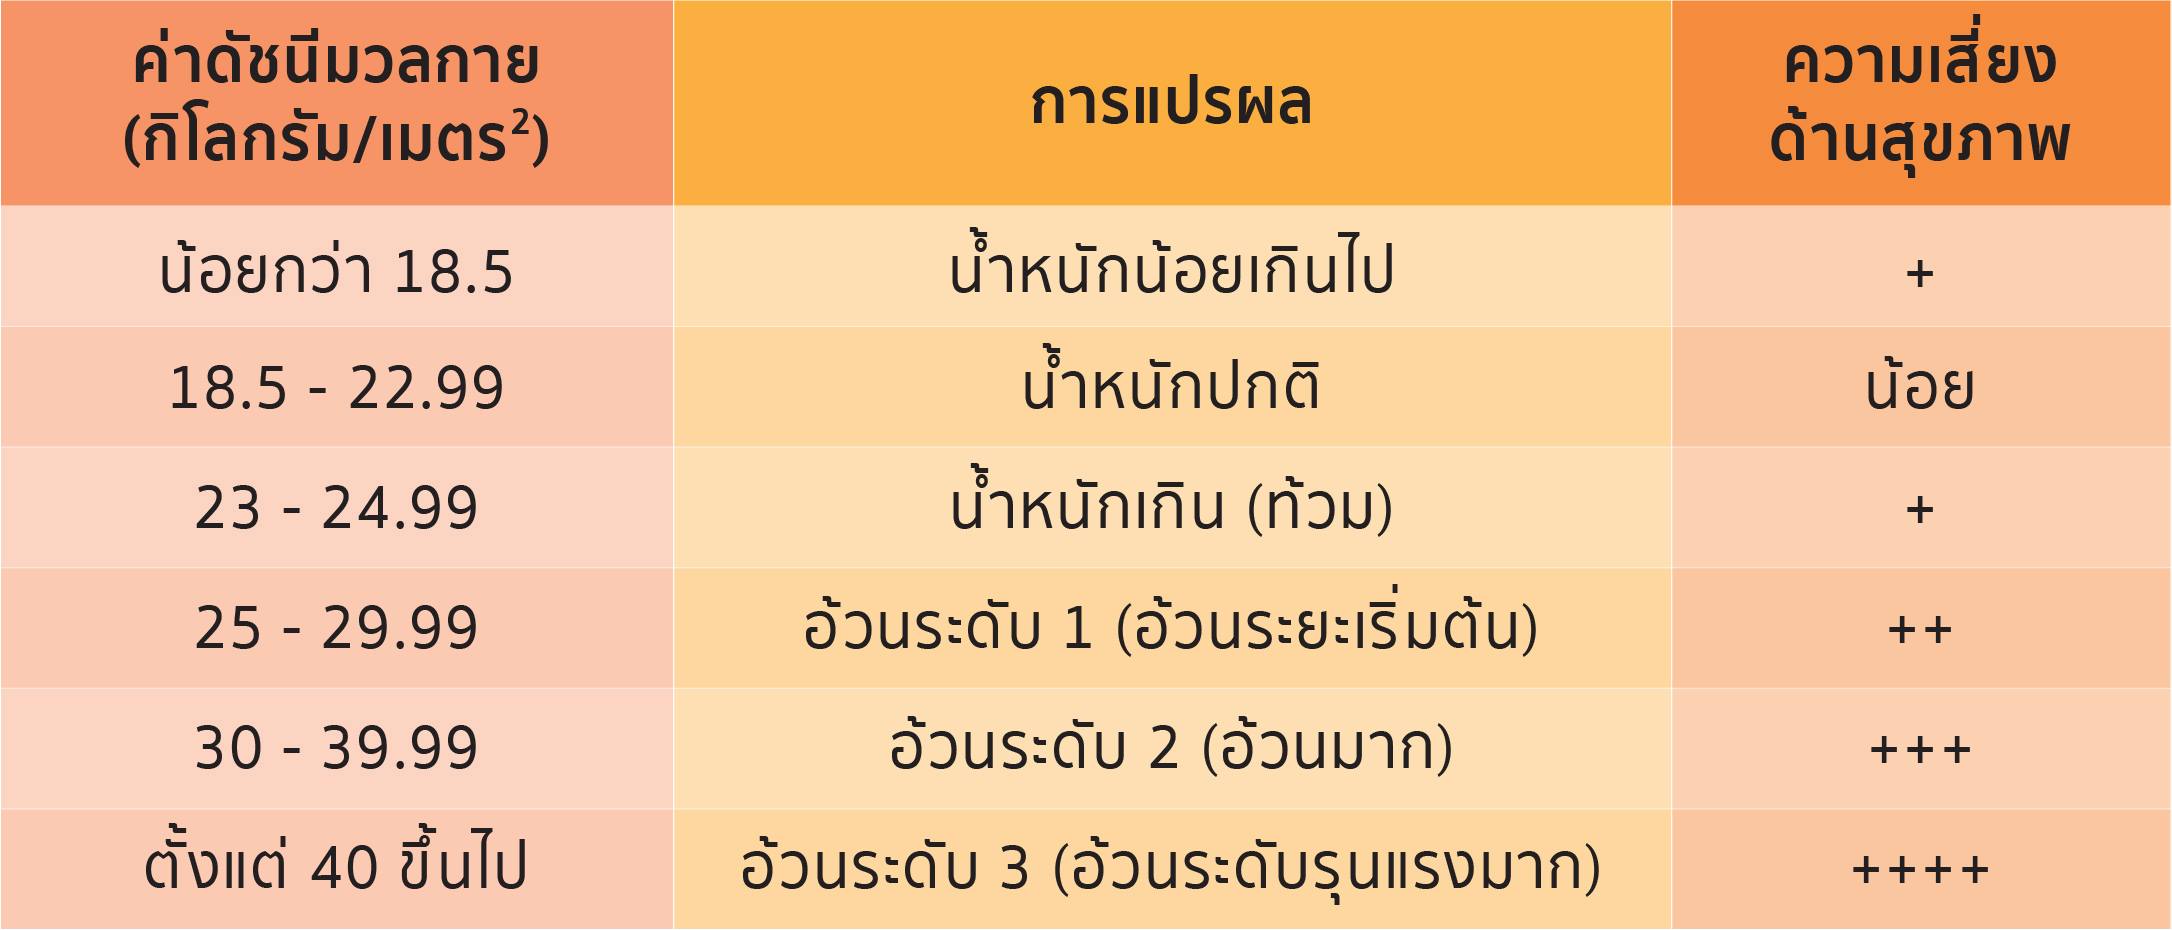 ค่าดัชนีมวลกาย
(กิโลกรัม/เมตร²)
การแปรผล
ความเสี่ยง
ด้านสุขภาพ
น้อยกว่า 18.5
น้ำหนักน้อยเกินไป
+
18.5 - 22.99
น้ำหนักปกติ
น้อย
23 - 24.99
น้ำหนักเกิน (ท้วม)
+
25 - 29.99
อ้วนระดับ 1 (อ้วนระยะเริ่มต้น)
++
30 - 39.99
อ้วนระดับ 2 (อ้วนมาก)
+++
ตั้งแต่ 40 ขึ้นไป
อ้วนระดับ 3 (อ้วนระดับรุนแรงมาก)
++++